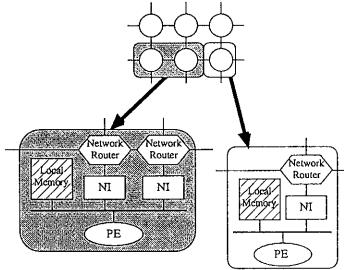 Network Router
Network Router
Local Memory
NI
NI
PE
Network Router
Local Memory
NI
PE